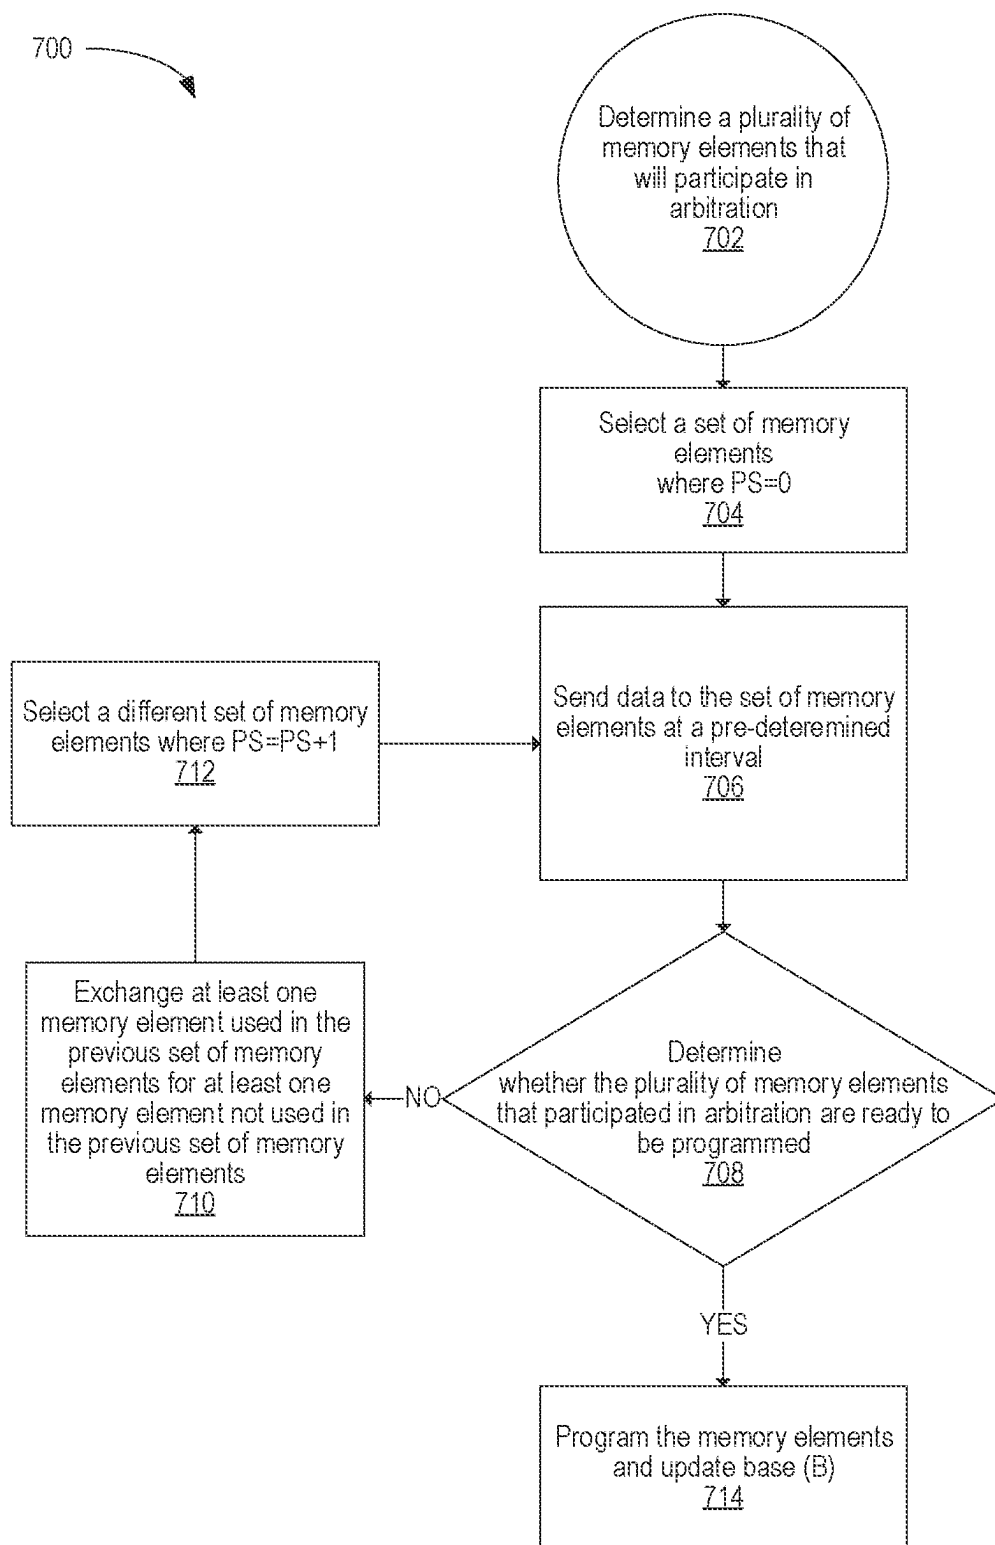 700
Determine a plurality of
memory elements that
will participate in
arbitration
702
Select a set of memory
elements
where PS=0
704
Send data to the set of memory
elements at a pre-deteremined
interval
706
Select a different set of memory
elements where PS=PS+1
712
Exchange at least one
memory element used in the
previous set of memory
elements for at least one
memory element not used in
the previous set of memory
elements
710
NO
Determine
whether the plurality of memory elements
that participated in arbitration are ready to
be programmed
708
YES
Program the memory elements
and update base (B)
714